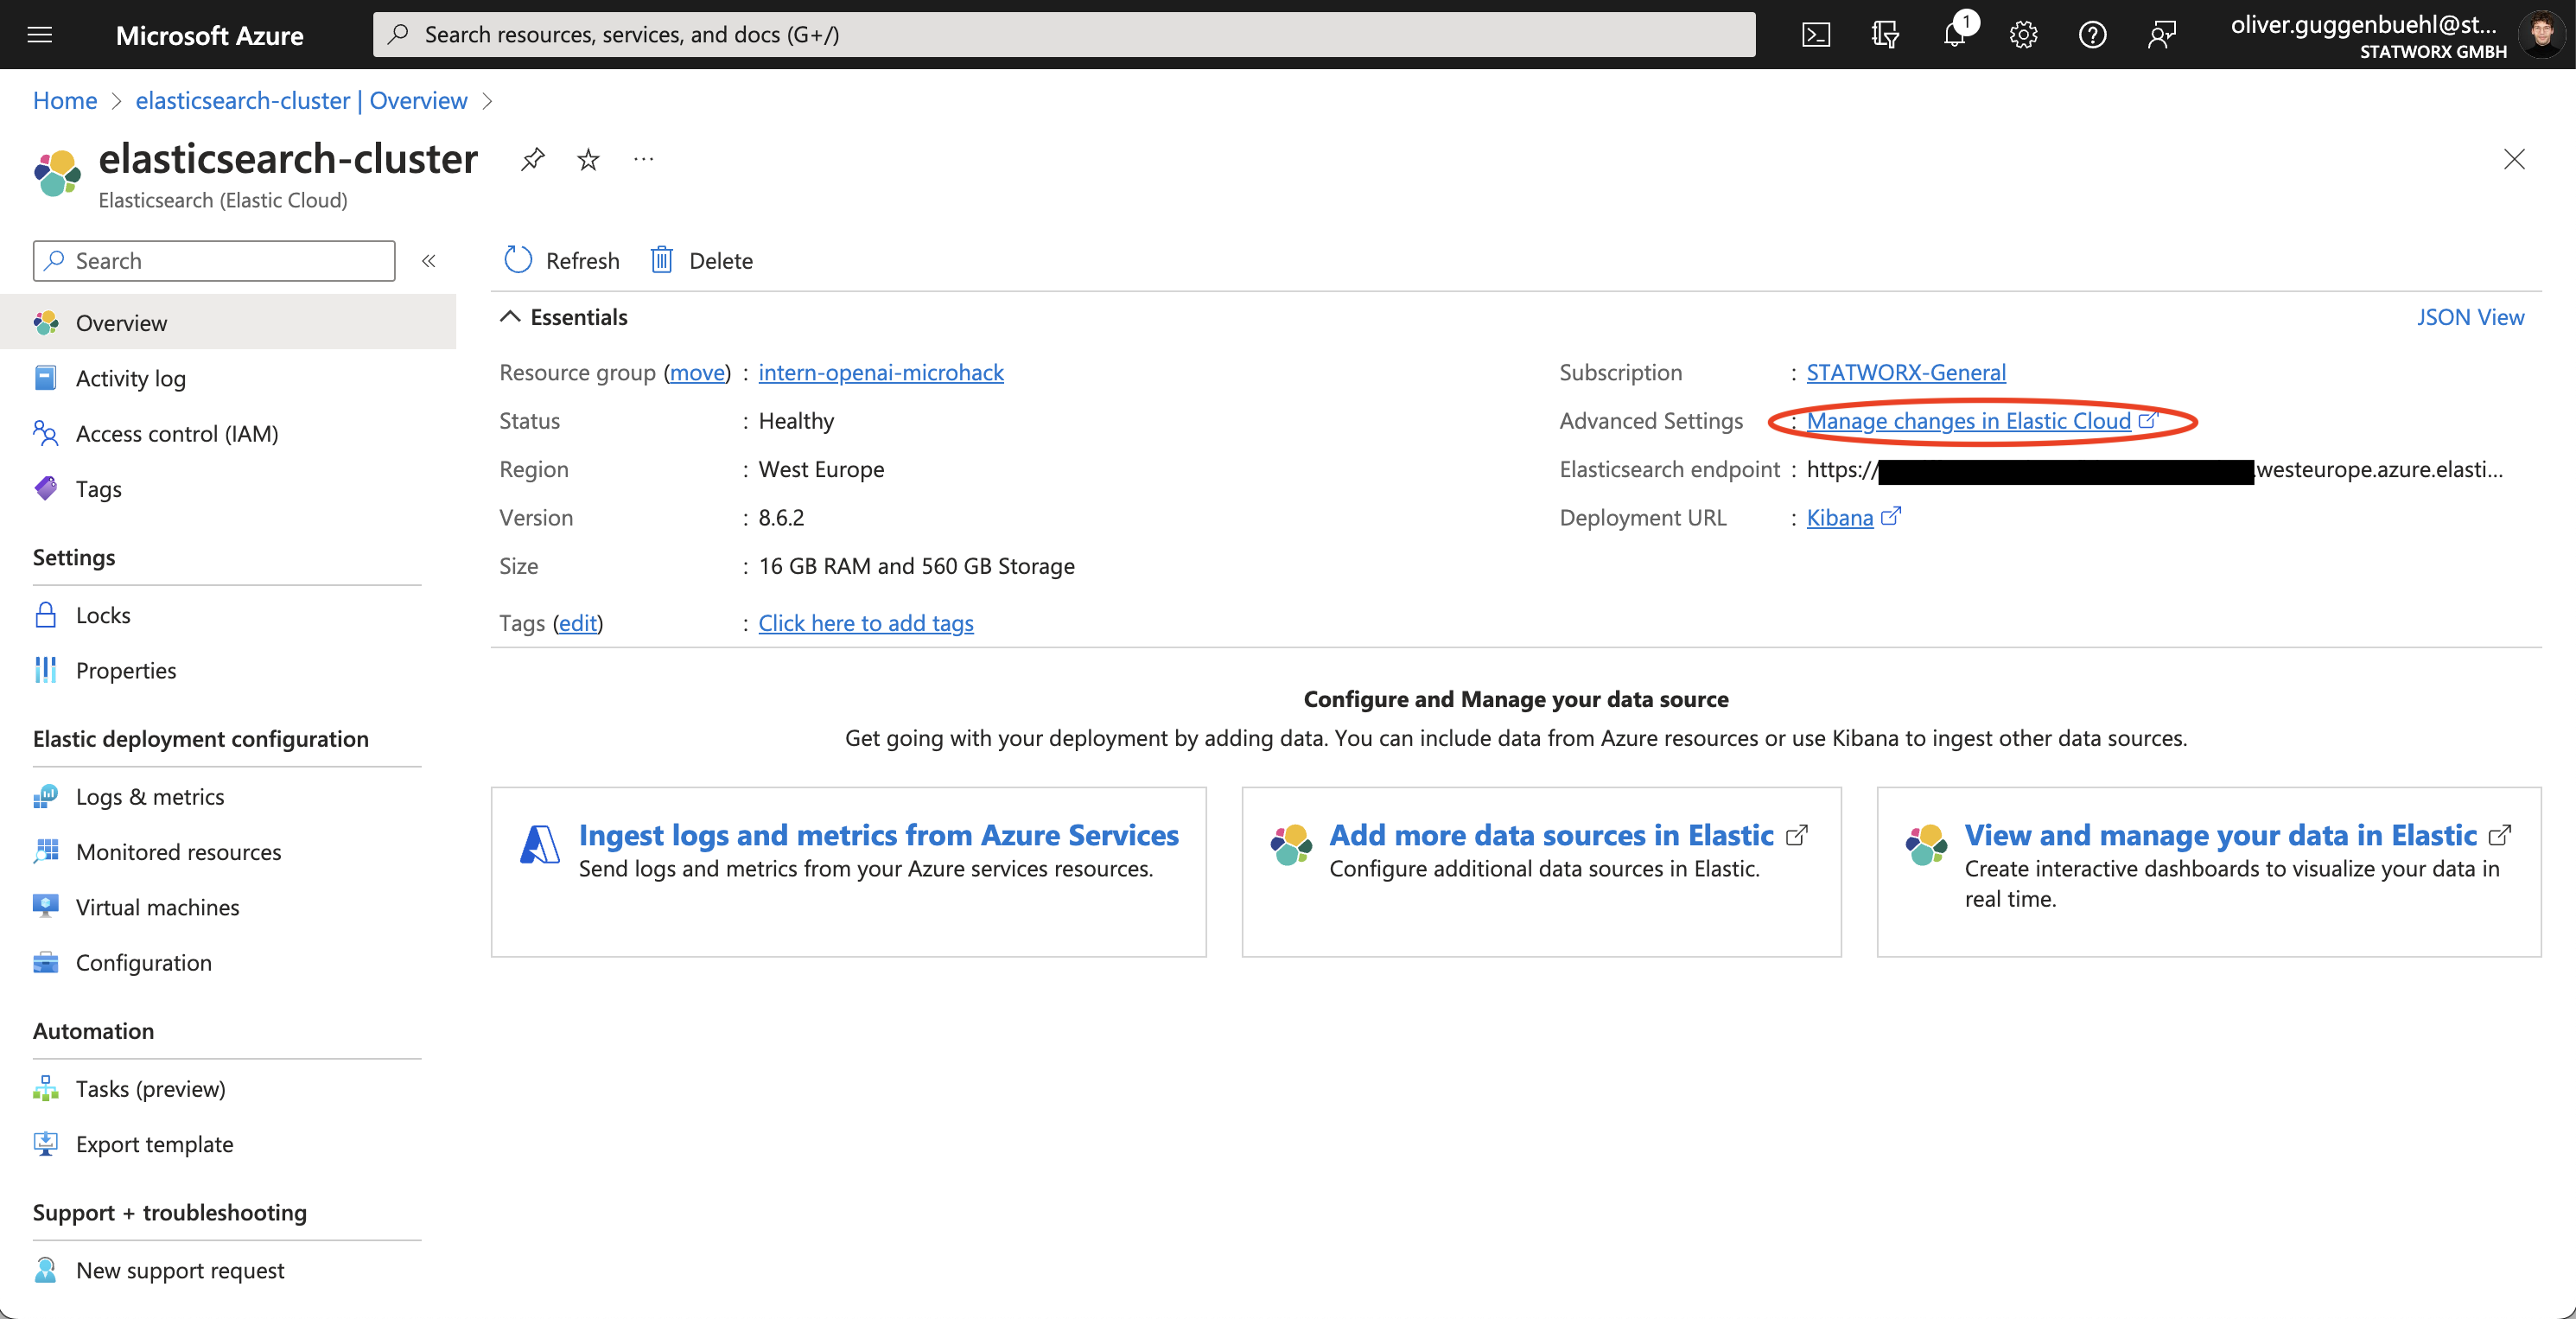 Microsoft Azure
Search resources, services, and docs (G+/)
1
oliver.guggenbuehl@st...
STATWORX GMBH
Home > elasticsearch-cluster | Overview >
elasticsearch-cluster
Elasticsearch (Elastic Cloud)
Search
«
Overview
Activity log
Access control (IAM)
Tags
Settings
Locks
Properties
Elastic deployment configuration
Logs & metrics
Monitored resources
Virtual machines
Configuration
Automation
Tasks (preview)
Export template
Support + troubleshooting
New support request
Refresh
Delete
Essentials
JSON View
Resource group (move) : intern-openai-microhack
Status : Healthy
Region : West Europe
Version : 8.6.2
Size : 16 GB RAM and 560 GB Storage
Tags (edit) : Click here to add tags
Subscription : STATWORX-General
Advanced Settings : Manage changes in Elastic Cloud
Elasticsearch endpoint : https:// .westeurope.azure.elasti...
Deployment URL : Kibana
Configure and Manage your data source
Get going with your deployment by adding data. You can include data from Azure resources or use Kibana to ingest other data sources.
Ingest logs and metrics from Azure Services
Send logs and metrics from your Azure services resources.
Add more data sources in Elastic
Configure additional data sources in Elastic.
View and manage your data in Elastic
Create interactive dashboards to visualize your data in
real time.